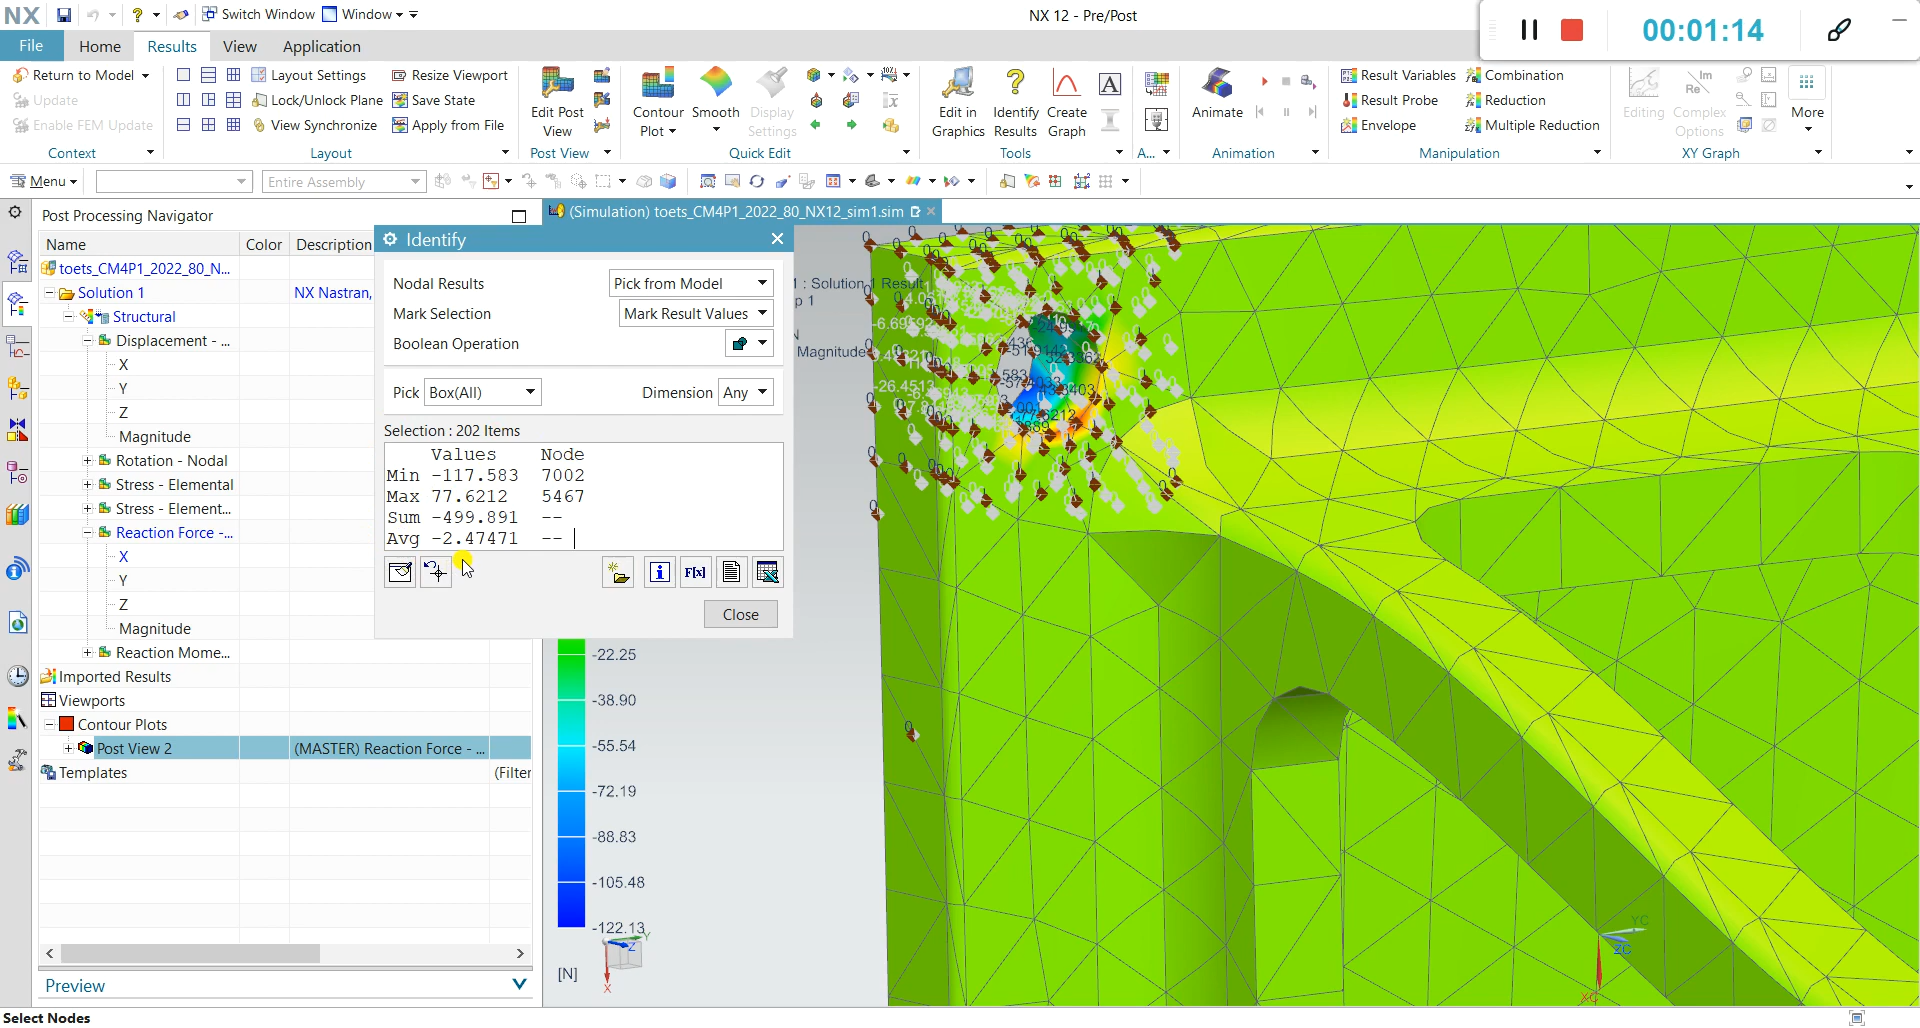 NX
Switch Window
Window
NX 12 - Pre/Post
00:01:14
File
Home
Results
View
Application
Return to Model
Update
Enable FEM Update
Context
Layout Settings
Lock/Unlock Plane
View Synchronize
Resize Viewport
Save State
Apply from File
Layout
Edit Post
View
Post View
Contour
Plot
Smooth
Display
Settings
Quick Edit
Edit in
Graphics
Identify
Results
Create
Graph
Tools
A...
Animate
Animation
Result Variables
Result Probe
Envelope
Combination
Reduction
Multiple Reduction
Manipulation
Editing
Complex
Options
XY Graph
More
Menu
Entire Assembly
Post Processing Navigator
(Simulation) toets_CM4P1_2022_80_NX12_sim1.sim
Name
Color
Description
toets_CM4P1_2022_80_N...
Solution 1
NX Nastran,
Structural
Displacement - ...
X
Y
Z
Magnitude
Rotation - Nodal
Stress - Elemental
Stress - Element...
Reaction Force -...
X
Y
Z
Magnitude
Reaction Mome...
Imported Results
Viewports
Contour Plots
Post View 2
(MASTER) Reaction Force - ...
Templates
(Filter
Preview
Select Nodes
Identify
Nodal Results
Pick from Model
Mark Selection
Mark Result Values
Boolean Operation
Pick
Box(All)
Dimension
Any
Selection : 202 Items
Values Node
Min -117.583 7002
Max 77.6212 5467
Sum -499.891 --
Avg -2.47471 --
F[x]
Close
1 : Solution 1 Result
p 1
Magnitude
-22.25
-38.90
-55.54
-72.19
-88.83
-105.48
-122.13
[N]
Y
Z
X
YC
ZC
XC